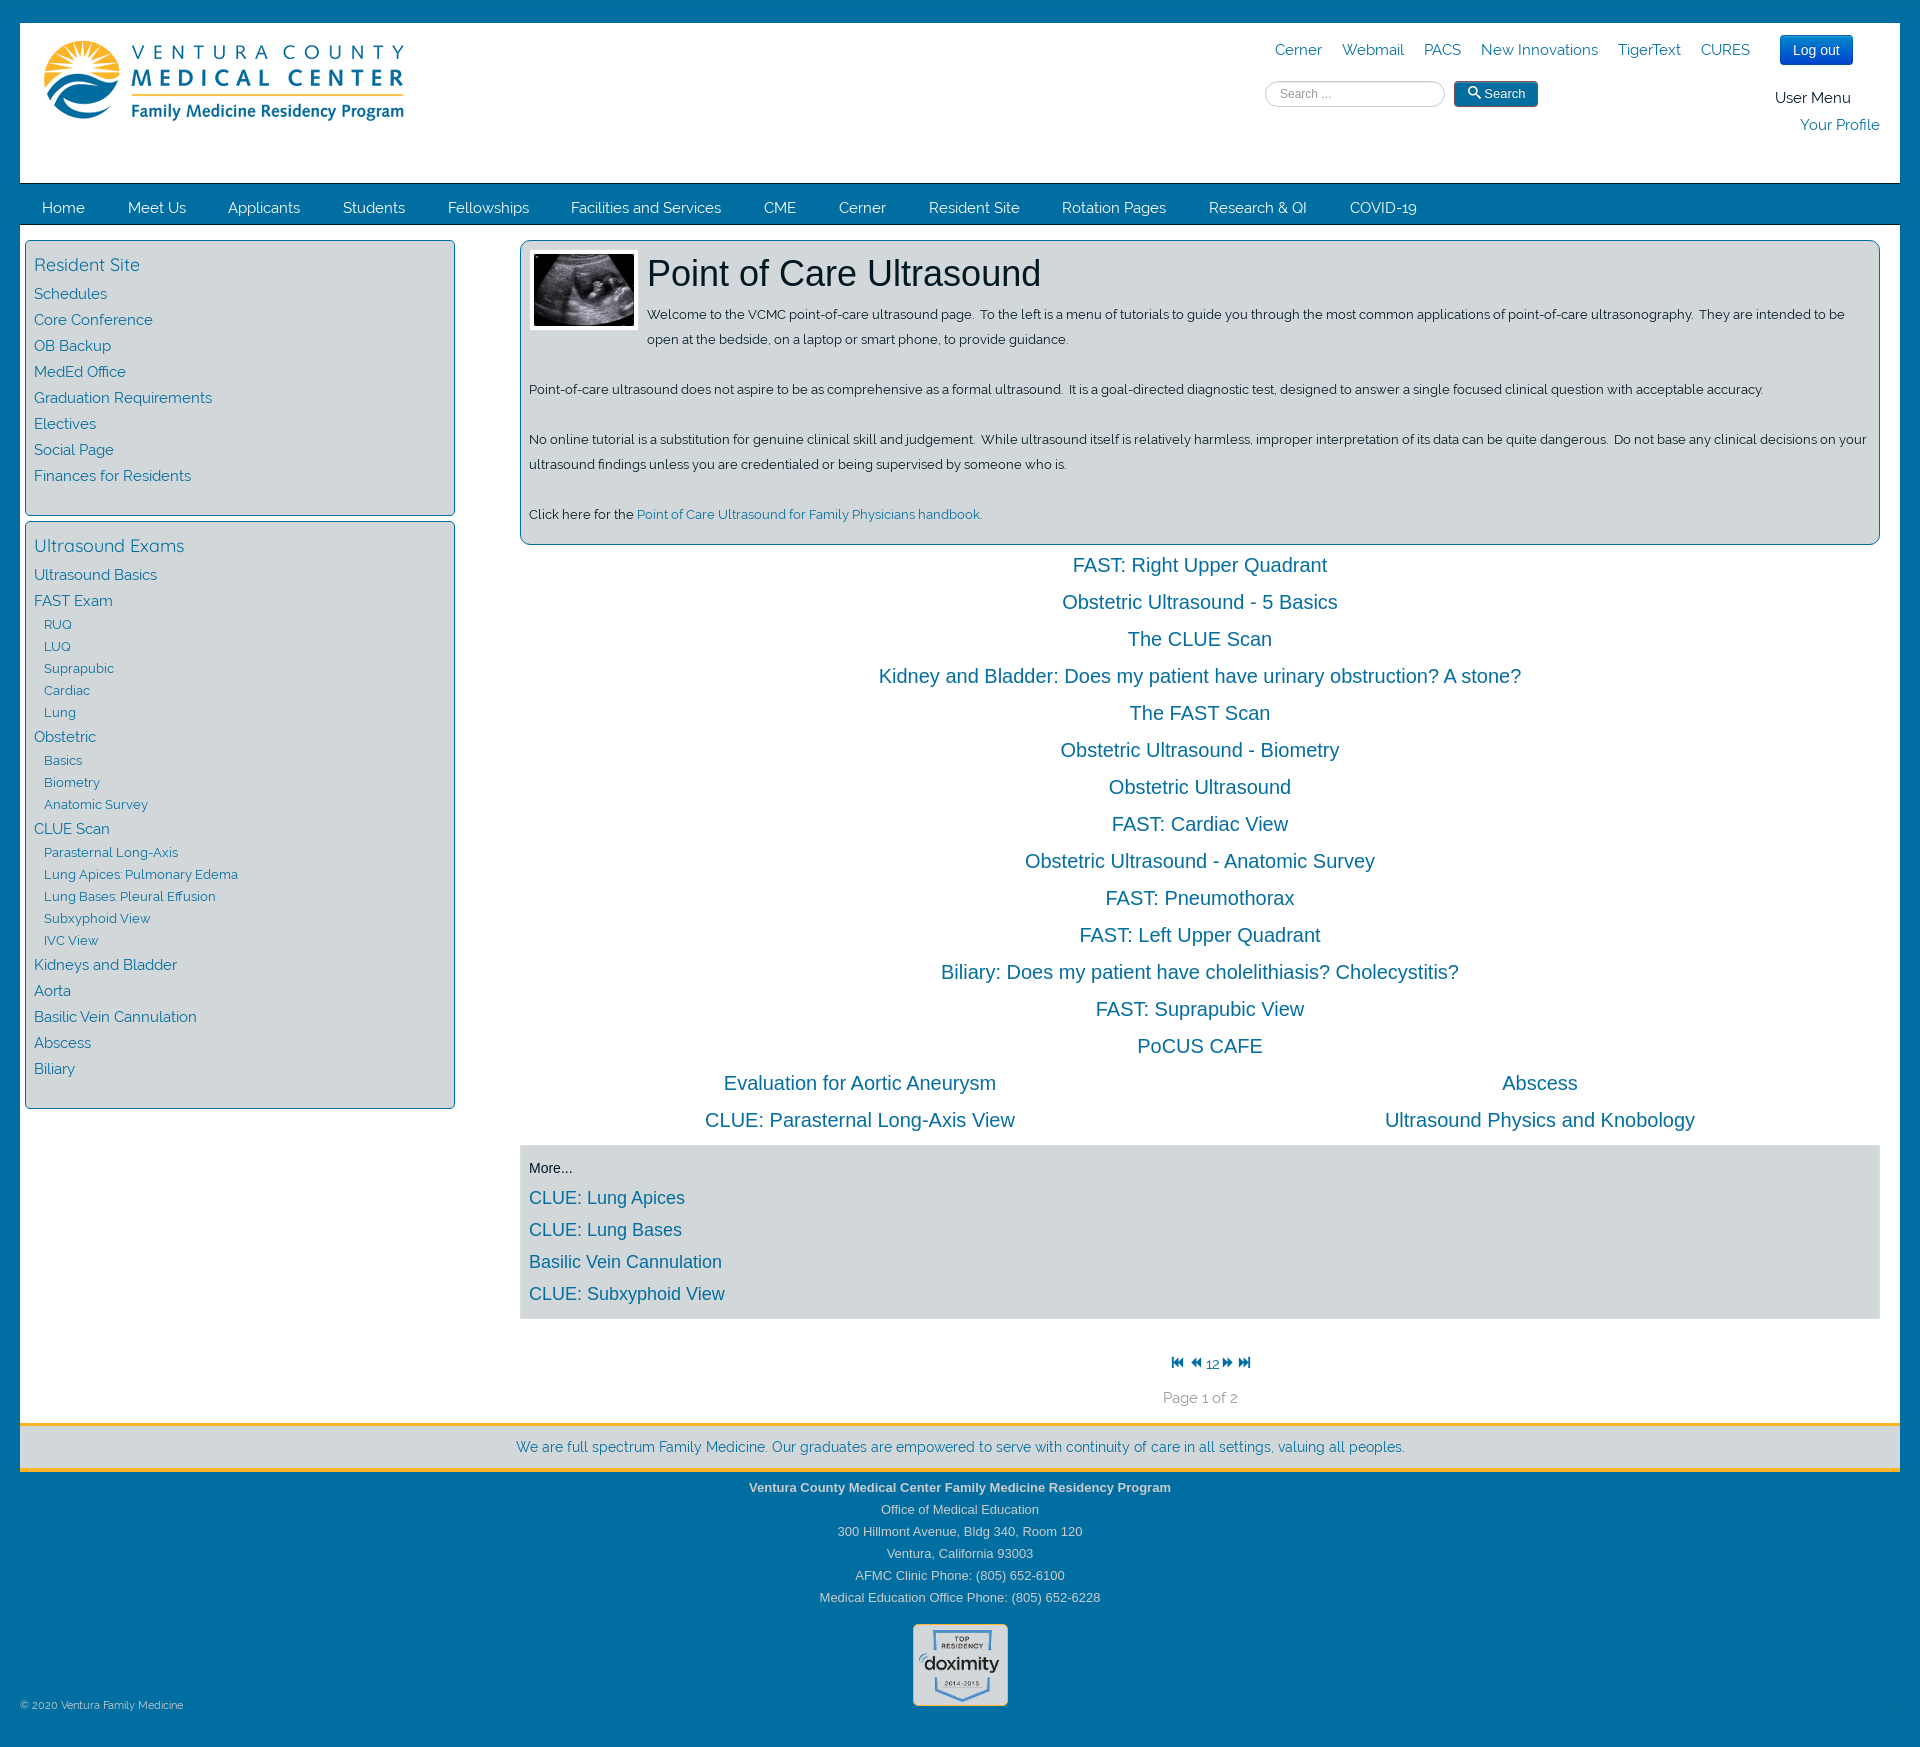 VENTURA COUNTY
MEDICAL CENTER
Family Medicine Residency Program
Cerner Webmail PACS New Innovations TigerText CURES Log out
Search ... Search
User Menu
Your Profile
Home Meet Us Applicants Students Fellowships Facilities and Services CME Cerner Resident Site Rotation Pages Research & QI COVID-19
Resident Site
Schedules
Core Conference
OB Backup
MedEd Office
Graduation Requirements
Electives
Social Page
Finances for Residents
Ultrasound Exams
Ultrasound Basics
FAST Exam
RUQ
LUQ
Suprapubic
Cardiac
Lung
Obstetric
Basics
Biometry
Anatomic Survey
CLUE Scan
Parasternal Long-Axis
Lung Apices: Pulmonary Edema
Lung Bases: Pleural Effusion
Subxyphoid View
IVC View
Kidneys and Bladder
Aorta
Basilic Vein Cannulation
Abscess
Biliary
Point of Care Ultrasound
Welcome to the VCMC point-of-care ultrasound page. To the left is a menu of tutorials to guide you through the most common applications of point-of-care ultrasonography. They are intended to be
open at the bedside, on a laptop or smart phone, to provide guidance.
Point-of-care ultrasound does not aspire to be as comprehensive as a formal ultrasound. It is a goal-directed diagnostic test, designed to answer a single focused clinical question with acceptable accuracy.
No online tutorial is a substitution for genuine clinical skill and judgement. While ultrasound itself is relatively harmless, improper interpretation of its data can be quite dangerous. Do not base any clinical decisions on your
ultrasound findings unless you are credentialed or being supervised by someone who is.
Click here for the Point of Care Ultrasound for Family Physicians handbook.
FAST: Right Upper Quadrant
Obstetric Ultrasound - 5 Basics
The CLUE Scan
Kidney and Bladder: Does my patient have urinary obstruction? A stone?
The FAST Scan
Obstetric Ultrasound - Biometry
Obstetric Ultrasound
FAST: Cardiac View
Obstetric Ultrasound - Anatomic Survey
FAST: Pneumothorax
FAST: Left Upper Quadrant
Biliary: Does my patient have cholelithiasis? Cholecystitis?
FAST: Suprapubic View
PoCUS CAFE
Evaluation for Aortic Aneurysm Abscess
CLUE: Parasternal Long-Axis View Ultrasound Physics and Knobology
More...
CLUE: Lung Apices
CLUE: Lung Bases
Basilic Vein Cannulation
CLUE: Subxyphoid View
12
Page 1 of 2
We are full spectrum Family Medicine. Our graduates are empowered to serve with continuity of care in all settings, valuing all peoples.
Ventura County Medical Center Family Medicine Residency Program
Office of Medical Education
300 Hillmont Avenue, Bldg 340, Room 120
Ventura, California 93003
AFMC Clinic Phone: (805) 652-6100
Medical Education Office Phone: (805) 652-6228
TOP
RESIDENCY
doximity
2014-2015
© 2020 Ventura Family Medicine